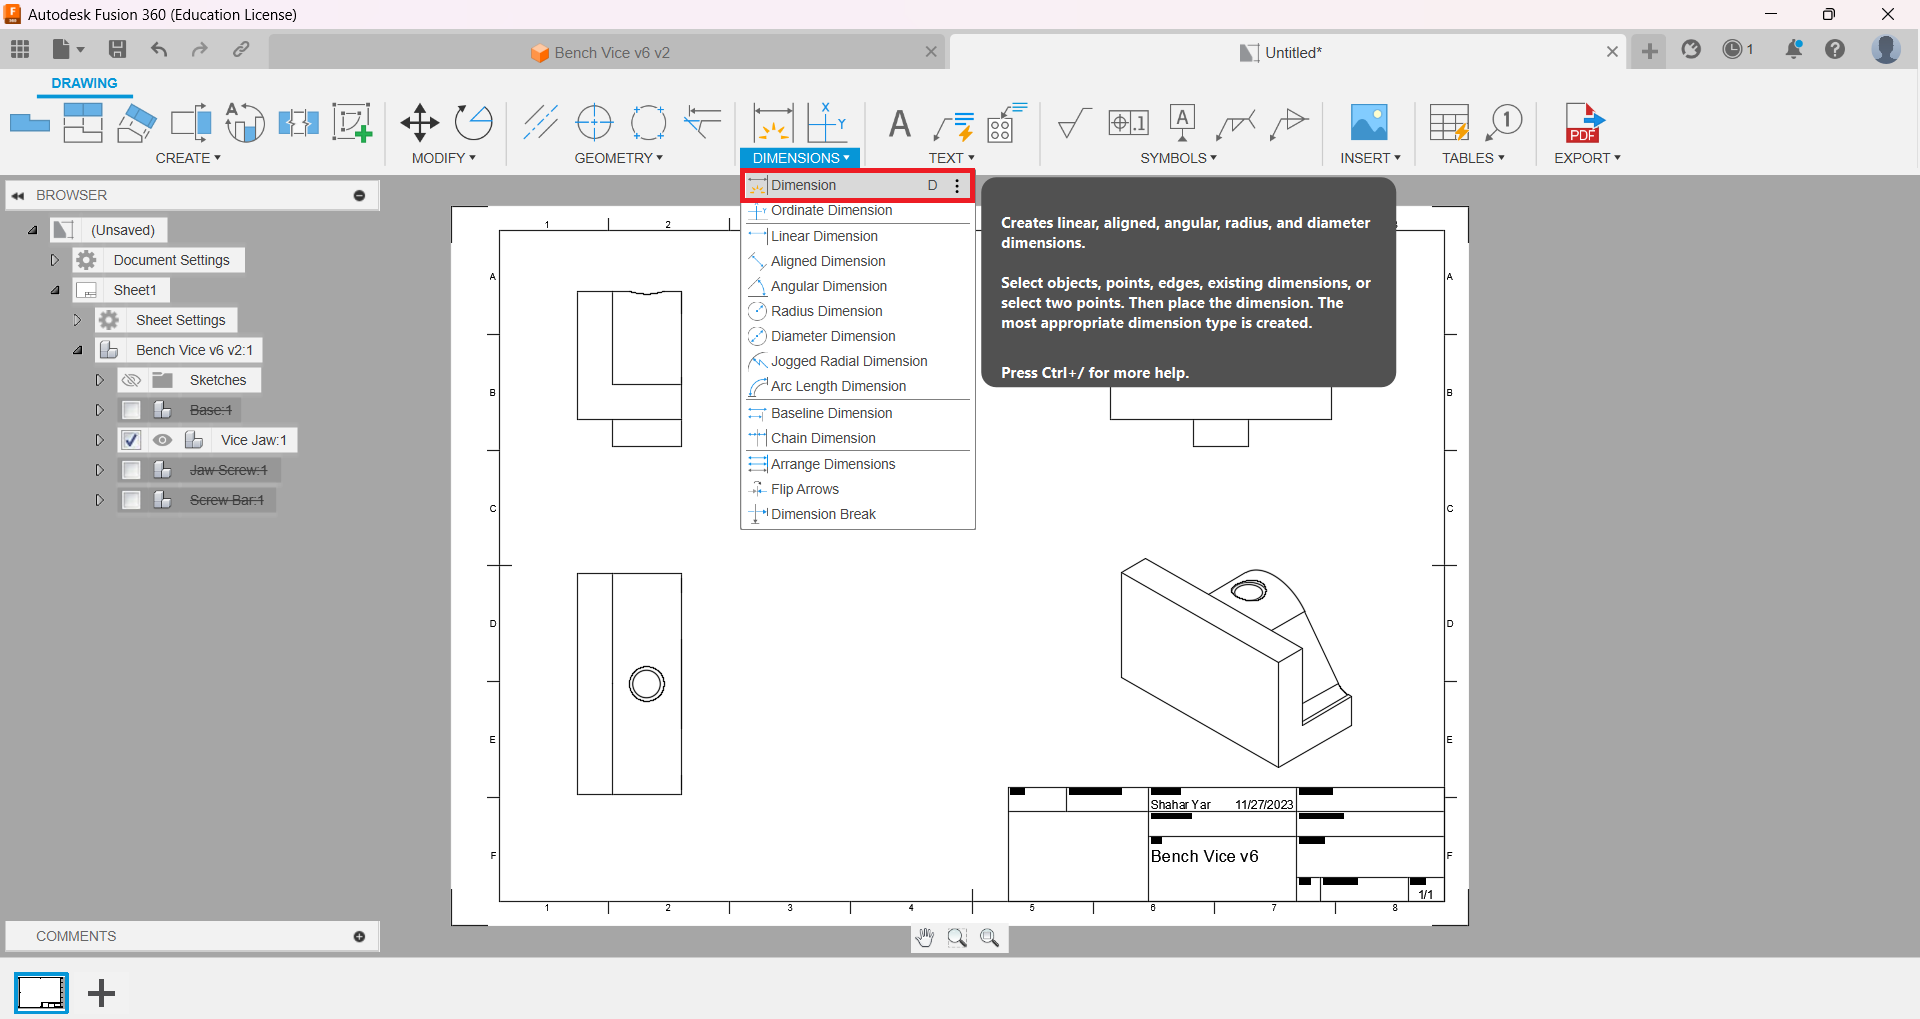 Autodesk Fusion 360 (Education License)
1
Bench Vice v6 v2
Untitled*
DRAWING
CREATE
MODIFY
GEOMETRY
DIMENSIONS
TEXT
SYMBOLS
INSERT
TABLES
EXPORT
BROWSER
(Unsaved)
Document Settings
Sheet1
Sheet Settings
Bench Vice v6 v2:1
Sketches
Base:1
Vice Jaw:1
Jaw Screw:1
Screw Bar:1
Dimension D
Ordinate Dimension
Linear Dimension
Aligned Dimension
Angular Dimension
Radius Dimension
Diameter Dimension
Jogged Radial Dimension
Arc Length Dimension
Baseline Dimension
Chain Dimension
Arrange Dimensions
Flip Arrows
Dimension Break
Creates linear, aligned, angular, radius, and diameter
dimensions.
Select objects, points, edges, existing dimensions, or
select two points. Then place the dimension. The
most appropriate dimension type is created.
Press Ctrl+/ for more help.
1 2
A A
B B
C C
D D
E E
F F
Shahar Yar 11/27/2023
Bench Vice v6
1/1
1 2 3 4 5 6 7 8
COMMENTS